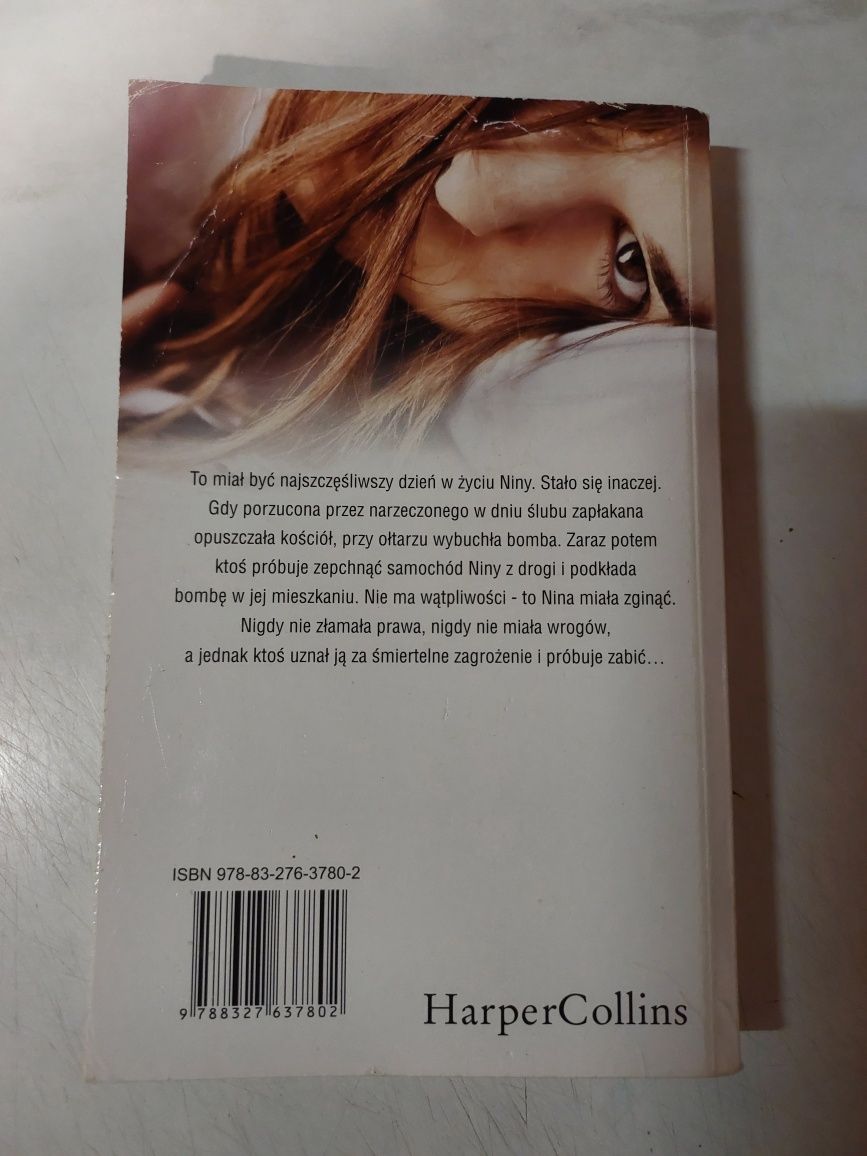 To miał być najszczęśliwszy dzień w życiu Niny. Stało się inaczej.
Gdy porzucona przez narzeczonego w dniu ślubu zapłakana
opuszczała kościół, przy ołtarzu wybuchła bomba. Zaraz potem
ktoś próbuje zepchnąć samochód Niny z drogi i podkłada
bombę w jej mieszkaniu. Nie ma wątpliwości - to Nina miała zginąć.
Nigdy nie złamała prawa, nigdy nie miała wrogów,
a jednak ktoś uznał ją za śmiertelne zagrożenie i próbuje zabić...
ISBN 978-83-276-3780-2
9 788327 637802
HarperCollins